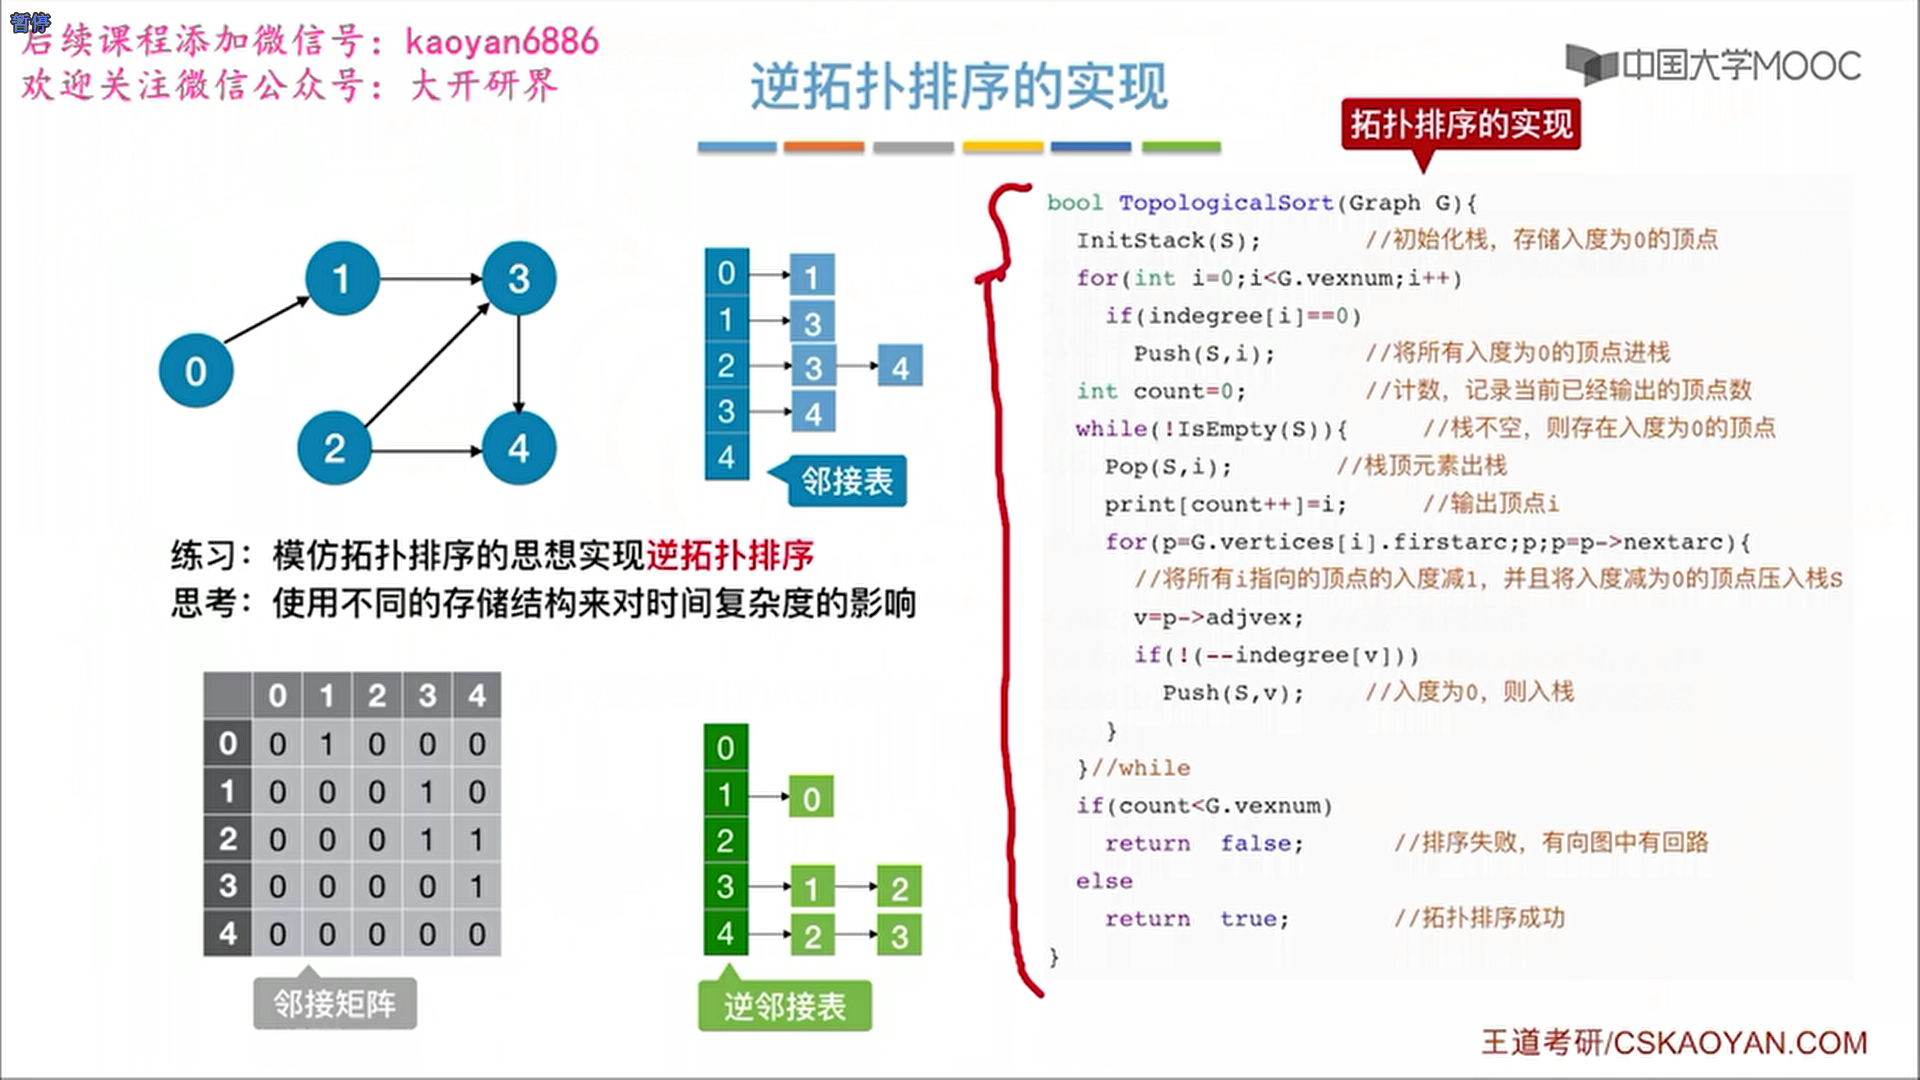 暂停
后续课程添加微信号：kaoyan6886
欢迎关注微信公众号：大开研界
逆拓扑排序的实现
中国大学MOOC
拓扑排序的实现
0
1
2
3
4
0 1
1 3
2 3 4
3 4
4
邻接表
练习：模仿拓扑排序的思想实现逆拓扑排序
思考：使用不同的存储结构来对时间复杂度的影响
0 1 2 3 4
0 0 1 0 0 0
1 0 0 0 1 0
2 0 0 0 1 1
3 0 0 0 0 1
4 0 0 0 0 0
邻接矩阵
0
1 0
2
3 1 2
4 2 3
逆邻接表
bool TopologicalSort(Graph G){
InitStack(S); //初始化栈，存储入度为0的顶点
for(int i=0;i<G.vexnum;i++)
if(indegree[i]==0)
Push(S,i); //将所有入度为0的顶点进栈
int count=0; //计数，记录当前已经输出的顶点数
while(!IsEmpty(S)){ //栈不空，则存在入度为0的顶点
Pop(S,i); //栈顶元素出栈
print[count++]=i; //输出顶点i
for(p=G.vertices[i].firstarc;p;p=p->nextarc){
//将所有i指向的顶点的入度减1，并且将入度减为0的顶点压入栈S
v=p->adjvex;
if(!(--indegree[v]))
Push(S,v); //入度为0，则入栈
}
}//while
if(count<G.vexnum)
return false; //排序失败，有向图中有回路
else
return true; //拓扑排序成功
}
王道考研/CSKAOYAN.COM